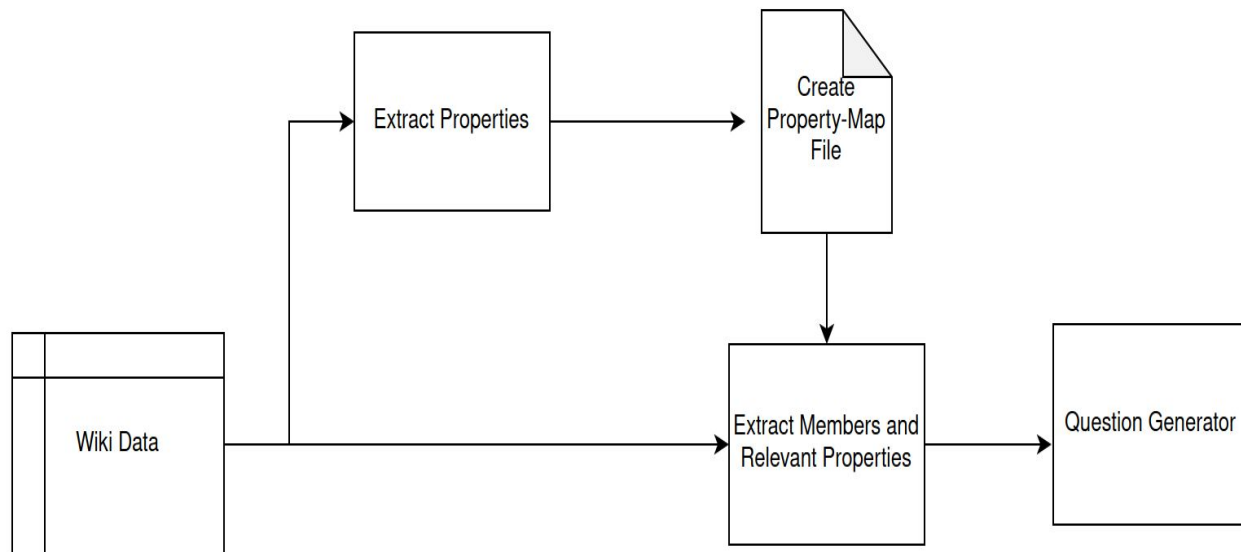 Extract Properties
Create
Property-Map
File
Wiki Data
Extract Members and
Relevant Properties
Question Generator